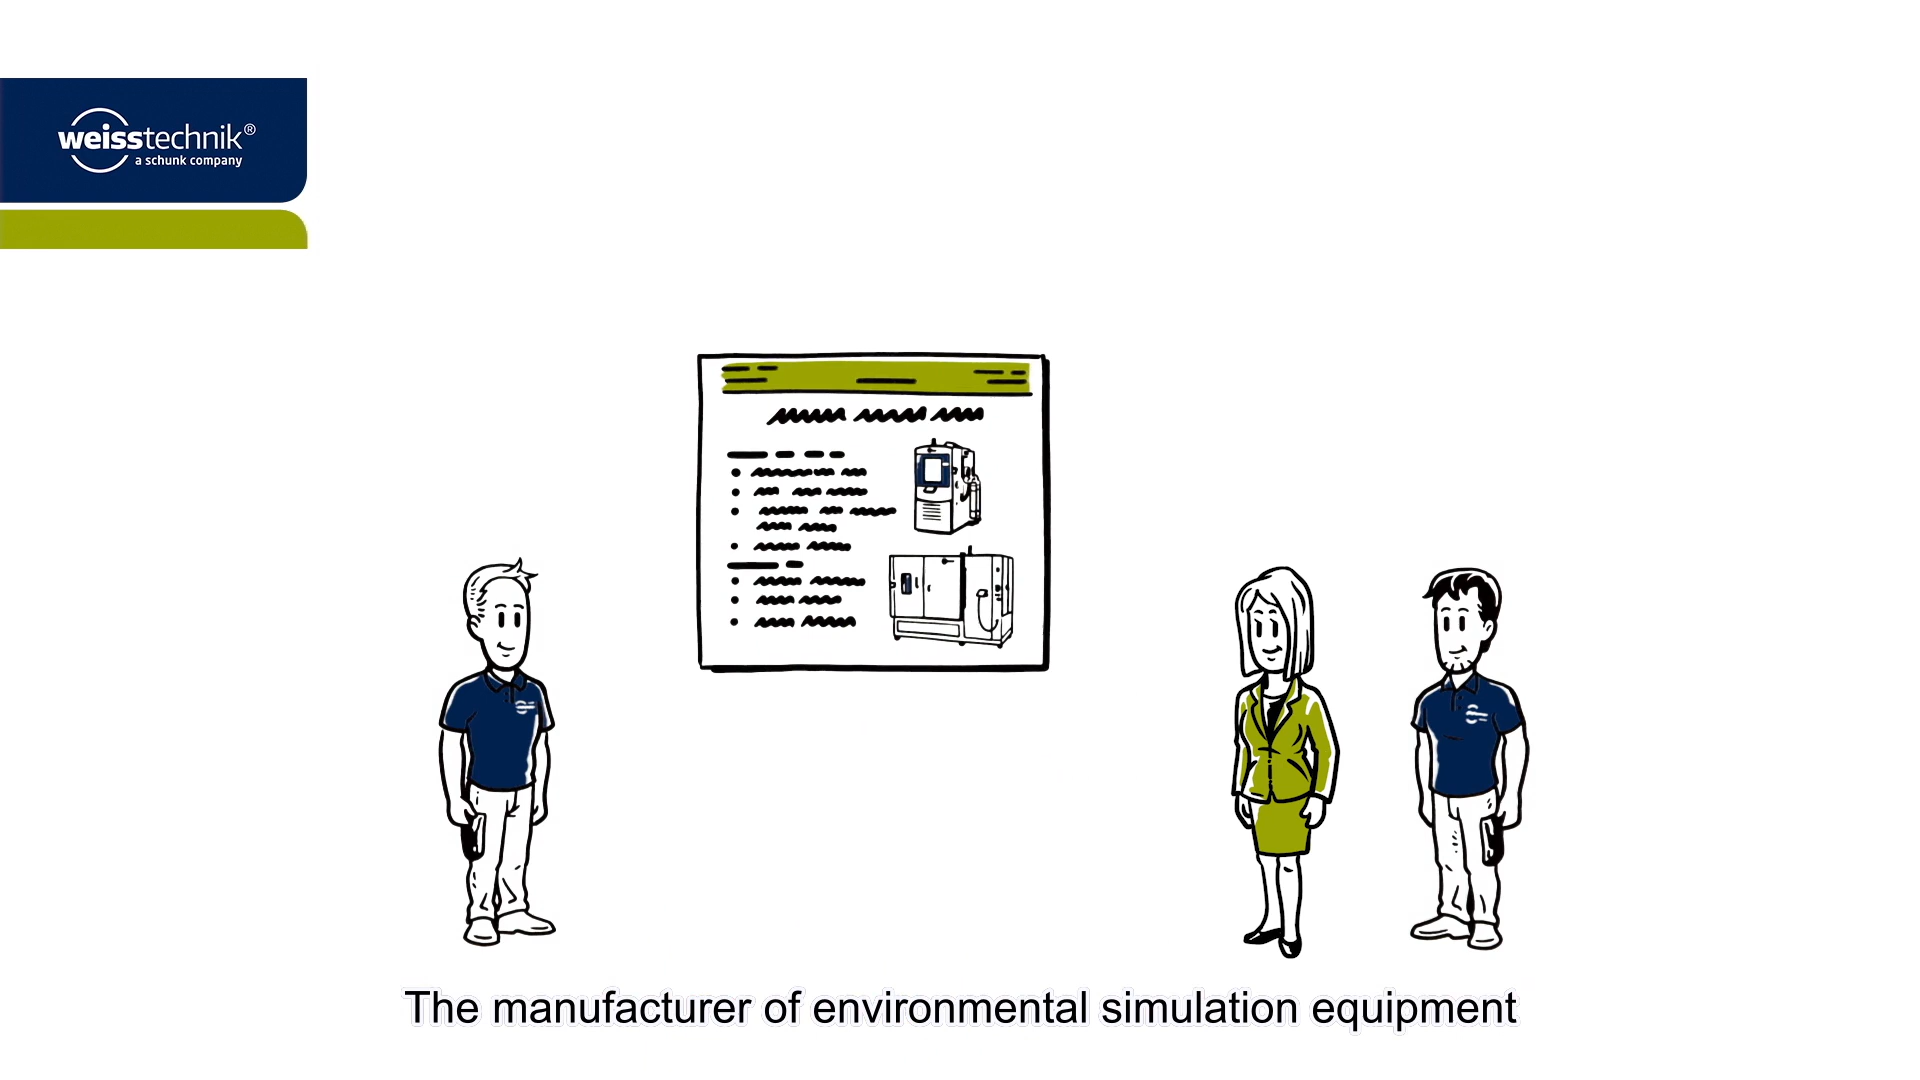 weisstechnik®
a schunk company
The manufacturer of environmental simulation equipment